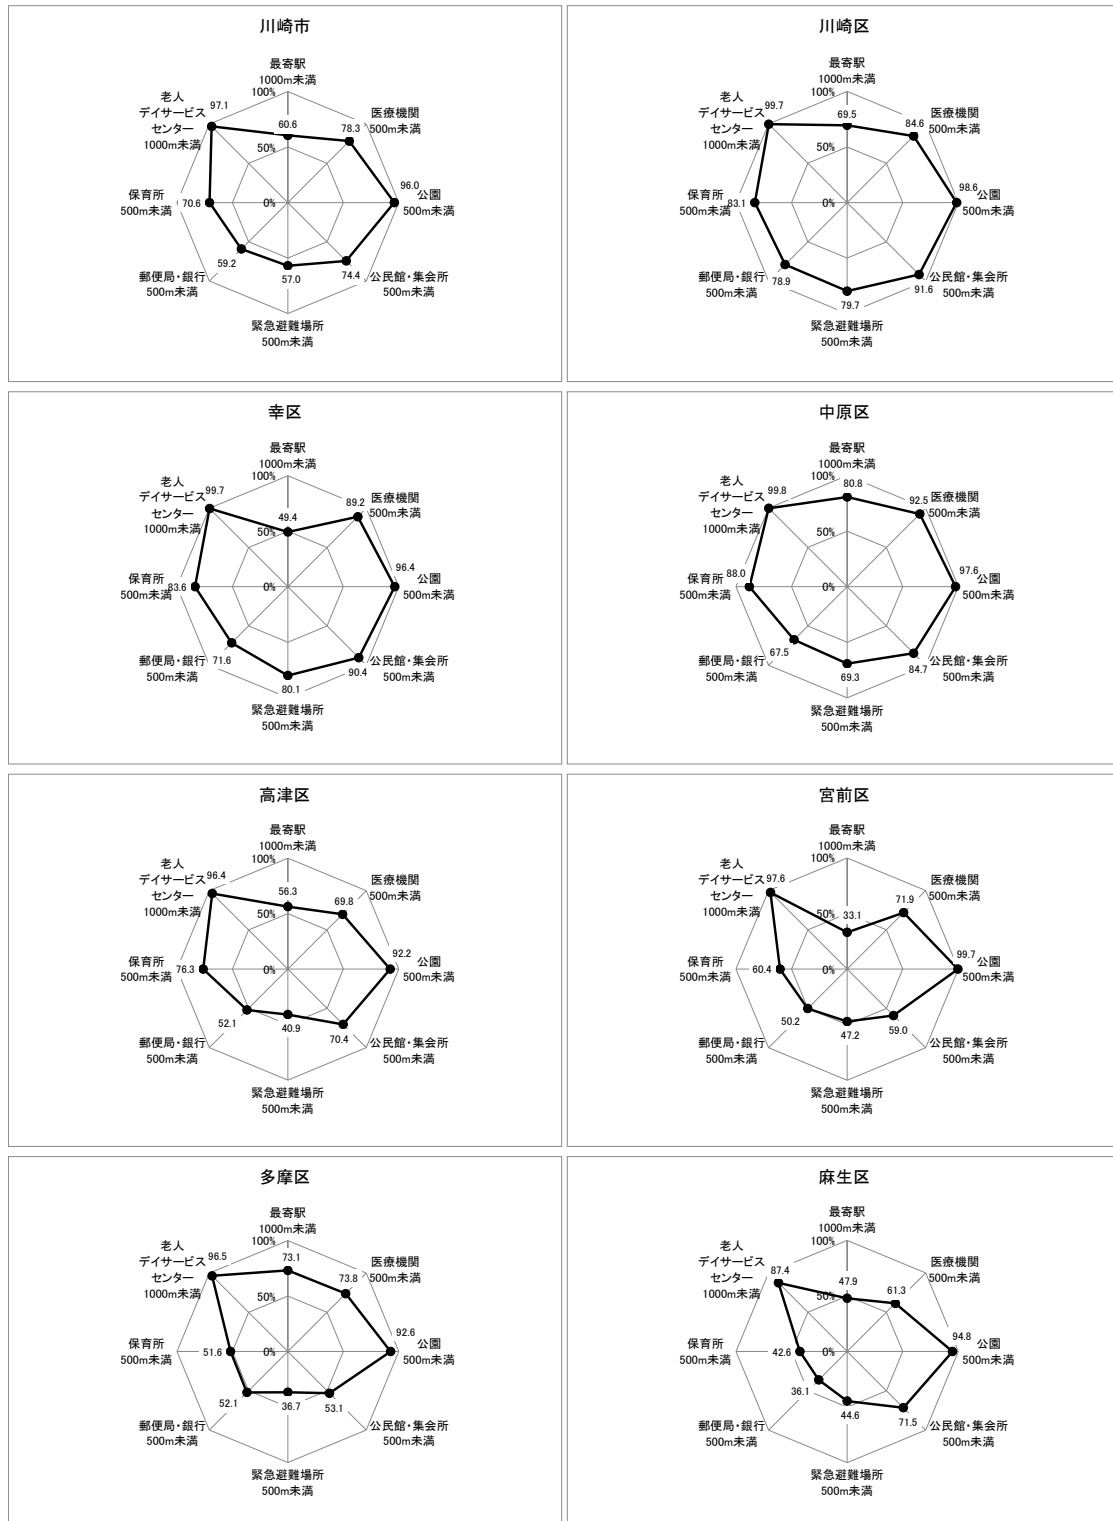 川崎市
最寄駅
1000m未満
100%
60.6
50%
0%
医療機関
500m未満
78.3
公園
500m未満
96.0
公民館・集会所
500m未満
74.4
緊急避難場所
500m未満
57.0
郵便局・銀行
500m未満
59.2
保育所
500m未満
70.6
老人
デイサービス
センター
1000m未満
97.1
川崎区
最寄駅
1000m未満
100%
69.5
50%
0%
医療機関
500m未満
84.6
公園
500m未満
98.6
公民館・集会所
500m未満
91.6
緊急避難場所
500m未満
79.7
郵便局・銀行
500m未満
78.9
保育所
500m未満
83.1
老人
デイサービス
センター
1000m未満
99.7
幸区
最寄駅
1000m未満
100%
49.4
50%
0%
医療機関
500m未満
89.2
公園
500m未満
96.4
公民館・集会所
500m未満
90.4
緊急避難場所
500m未満
80.1
郵便局・銀行
500m未満
71.6
保育所
500m未満
83.6
老人
デイサービス
センター
1000m未満
99.7
中原区
最寄駅
1000m未満
100%
80.8
50%
0%
医療機関
500m未満
92.5
公園
500m未満
97.6
公民館・集会所
500m未満
84.7
緊急避難場所
500m未満
69.3
郵便局・銀行
500m未満
67.5
保育所
500m未満
88.0
老人
デイサービス
センター
1000m未満
99.8
高津区
最寄駅
1000m未満
100%
56.3
50%
0%
医療機関
500m未満
69.8
公園
500m未満
92.2
公民館・集会所
500m未満
70.4
緊急避難場所
500m未満
40.9
郵便局・銀行
500m未満
52.1
保育所
500m未満
76.3
老人
デイサービス
センター
1000m未満
96.4
宮前区
最寄駅
1000m未満
100%
33.1
50%
0%
医療機関
500m未満
71.9
公園
500m未満
99.7
公民館・集会所
500m未満
59.0
緊急避難場所
500m未満
47.2
郵便局・銀行
500m未満
50.2
保育所
500m未満
60.4
老人
デイサービス
センター
1000m未満
97.6
多摩区
最寄駅
1000m未満
100%
73.1
50%
0%
医療機関
500m未満
73.8
公園
500m未満
92.6
公民館・集会所
500m未満
53.1
緊急避難場所
500m未満
36.7
郵便局・銀行
500m未満
52.1
保育所
500m未満
51.6
老人
デイサービス
センター
1000m未満
96.5
麻生区
最寄駅
1000m未満
100%
47.9
50%
0%
医療機関
500m未満
61.3
公園
500m未満
94.8
公民館・集会所
500m未満
71.5
緊急避難場所
500m未満
44.6
郵便局・銀行
500m未満
36.1
保育所
500m未満
42.6
老人
デイサービス
センター
1000m未満
87.4